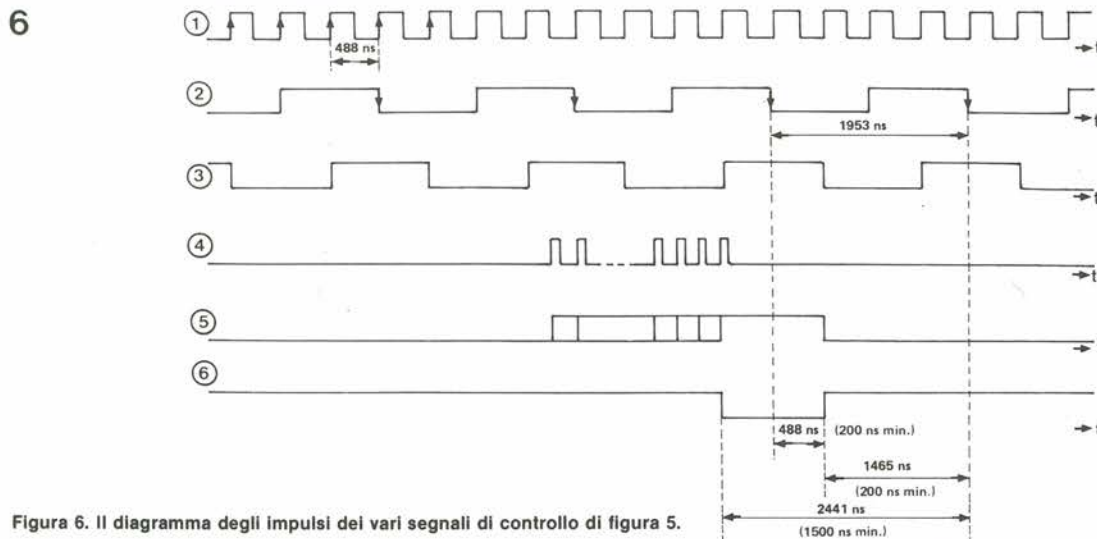 6
① t
488 ns
② t
1953 ns
③ t
④ t
⑤
⑥
488 ns (200 ns min.)
1465 ns
(200 ns min.)
2441 ns
(1500 ns min.)
Figura 6. Il diagramma degli impulsi dei vari segnali di controllo di figura 5.